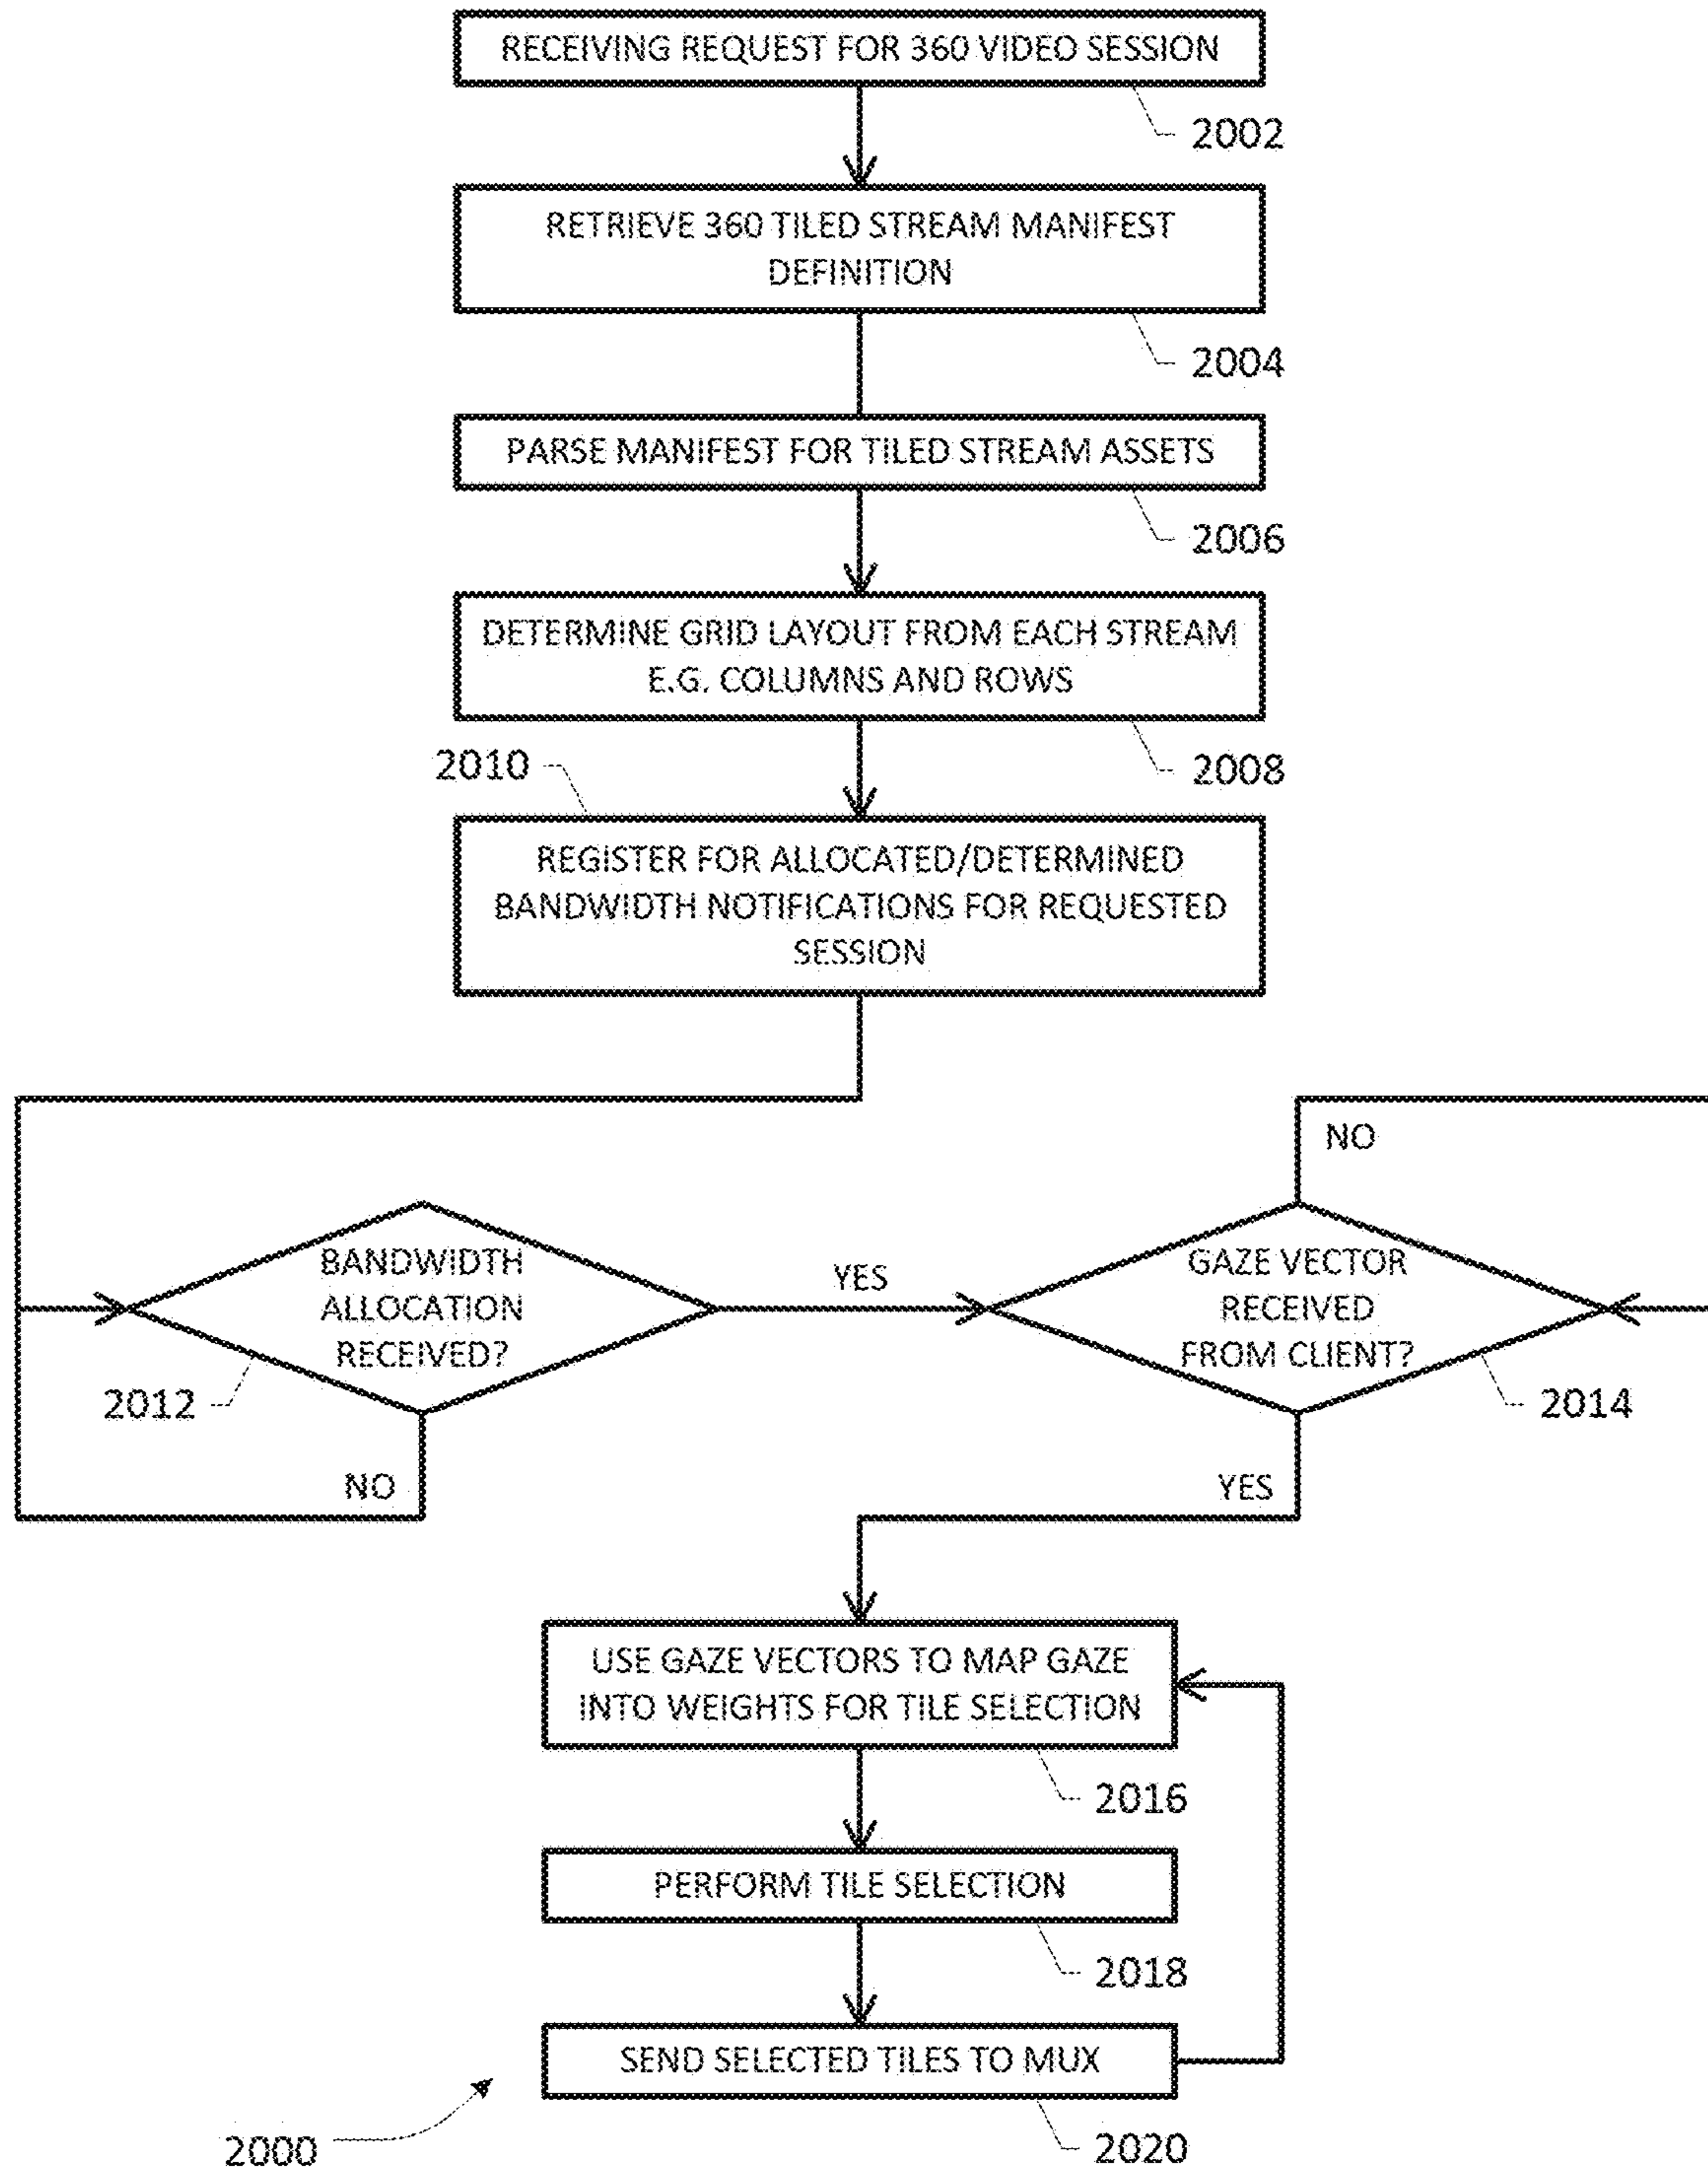 RECEIVING REQUEST FOR 360 VIDEO SESSION
2002
RETRIEVE 360 TILED STREAM MANIFEST
DEFINITION
2004
PARSE MANIFEST FOR TILED STREAM ASSETS
2006
DETERMINE GRID LAYOUT FROM EACH STREAM
E.G. COLUMNS AND ROWS
2008
2010
REGISTER FOR ALLOCATED/DETERMINED
BANDWIDTH NOTIFICATIONS FOR REQUESTED
SESSION
BANDWIDTH
ALLOCATION
RECEIVED?
2012
NO
YES
GAZE VECTOR
RECEIVED
FROM CLIENT?
2014
NO
YES
USE GAZE VECTORS TO MAP GAZE
INTO WEIGHTS FOR TILE SELECTION
2016
PERFORM TILE SELECTION
2018
SEND SELECTED TILES TO MUX
2020
2000